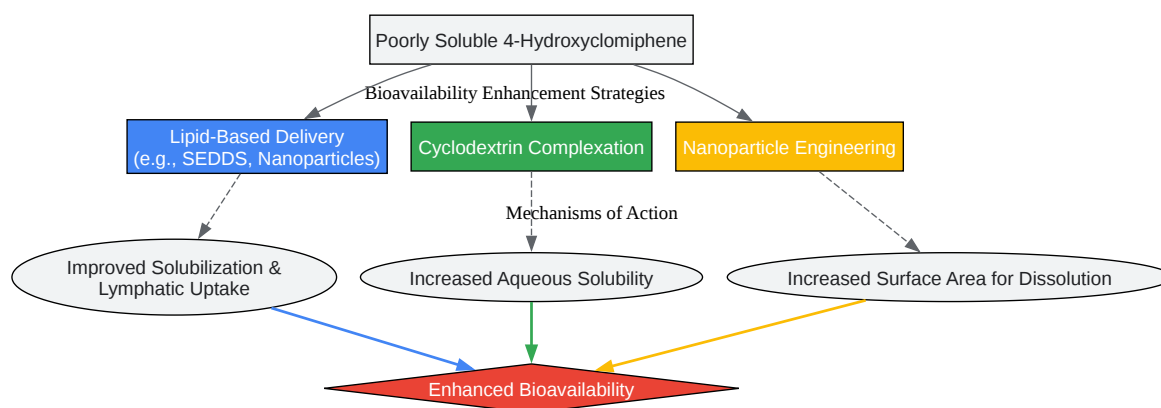 Poorly Soluble 4-Hydroxyclomiphene
Bioavailability Enhancement Strategies
Lipid-Based Delivery
(e.g., SEDDS, Nanoparticles)
Cyclodextrin Complexation
Nanoparticle Engineering
Mechanisms of Action
Improved Solubilization &
Lymphatic Uptake
Increased Aqueous Solubility
Increased Surface Area for Dissolution
Enhanced Bioavailability